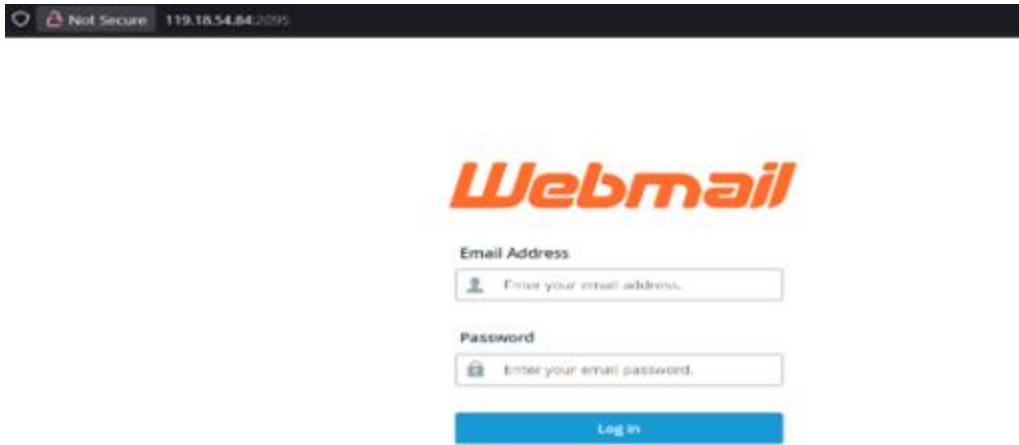 Not Secure 119.18.54.84:2095
Webmail
Email Address
Enter your email address.
Password
Enter your email password.
Log in